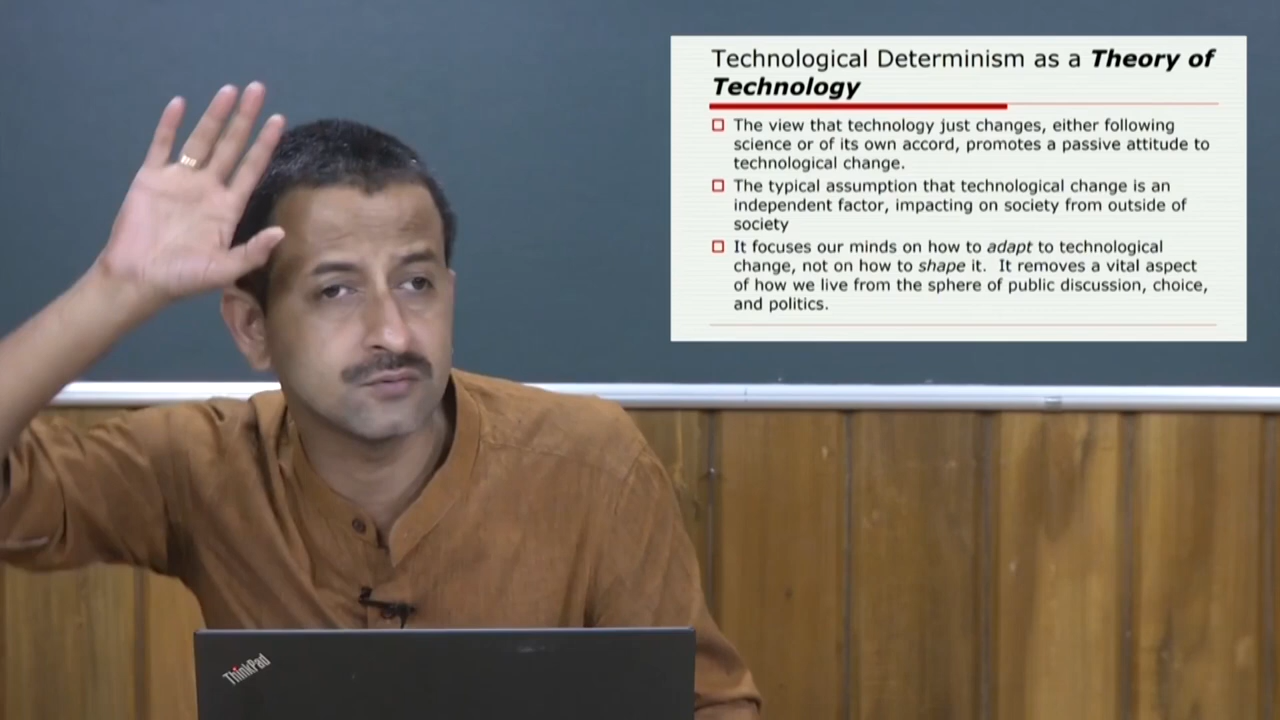 Technological Determinism as a Theory of
Technology
The view that technology just changes, either following
science or of its own accord, promotes a passive attitude to
technological change.
The typical assumption that technological change is an
independent factor, impacting on society from outside of
society
It focuses our minds on how to adapt to technological
change, not on how to shape it. It removes a vital aspect
of how we live from the sphere of public discussion, choice,
and politics.
ThinkPad